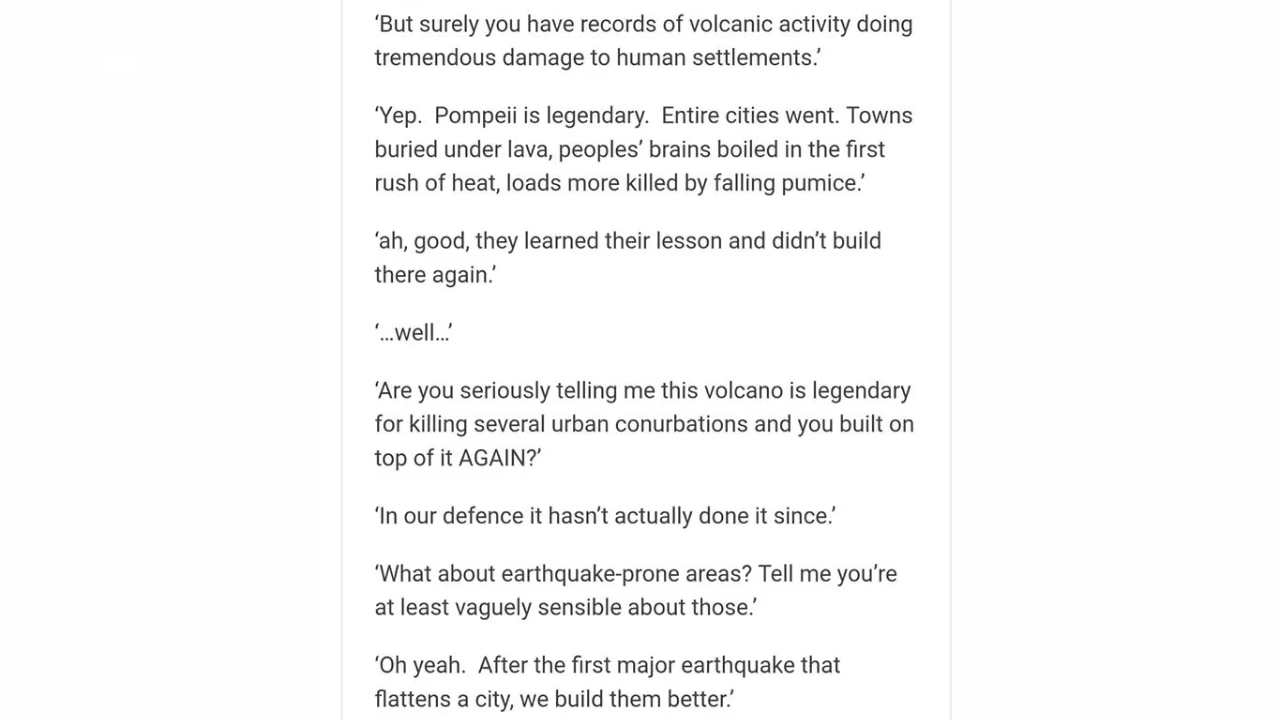 ‘But surely you have records of volcanic activity doing
tremendous damage to human settlements.’
‘Yep.  Pompeii is legendary.  Entire cities went. Towns
buried under lava, peoples’ brains boiled in the first
rush of heat, loads more killed by falling pumice.’
‘ah, good, they learned their lesson and didn’t build
there again.’
‘…well…’
‘Are you seriously telling me this volcano is legendary
for killing several urban conurbations and you built on
top of it AGAIN?’
‘In our defence it hasn’t actually done it since.’
‘What about earthquake-prone areas? Tell me you’re
at least vaguely sensible about those.’
‘Oh yeah.  After the first major earthquake that
flattens a city, we build them better.’